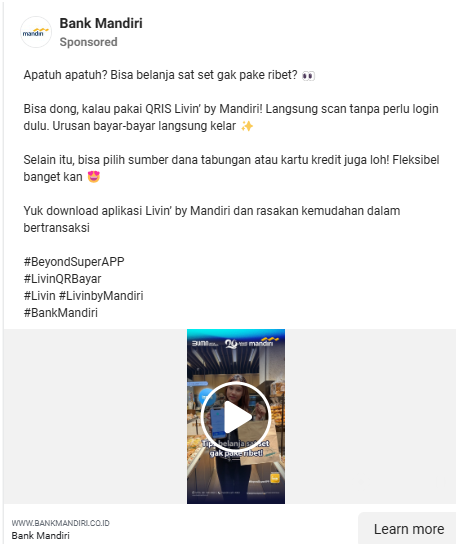 mandiri
Bank Mandiri
Sponsored
Apatuh apatuh? Bisa belanja sat set gak pake ribet? 👀
Bisa dong, kalau pakai QRIS Livin’ by Mandiri! Langsung scan tanpa perlu login
dulu. Urusan bayar-bayar langsung kelar ✨
Selain itu, bisa pilih sumber dana tabungan atau kartu kredit juga loh! Fleksibel
banget kan 😍
Yuk download aplikasi Livin’ by Mandiri dan rasakan kemudahan dalam
bertransaksi
#BeyondSuperAPP
#LivinQRBayar
#Livin #LivinbyMandiri
#BankMandiri
mandiri
Tips belanja sat set
gak pake ribet!
WWW.BANKMANDIRI.CO.ID
Bank Mandiri
Learn more